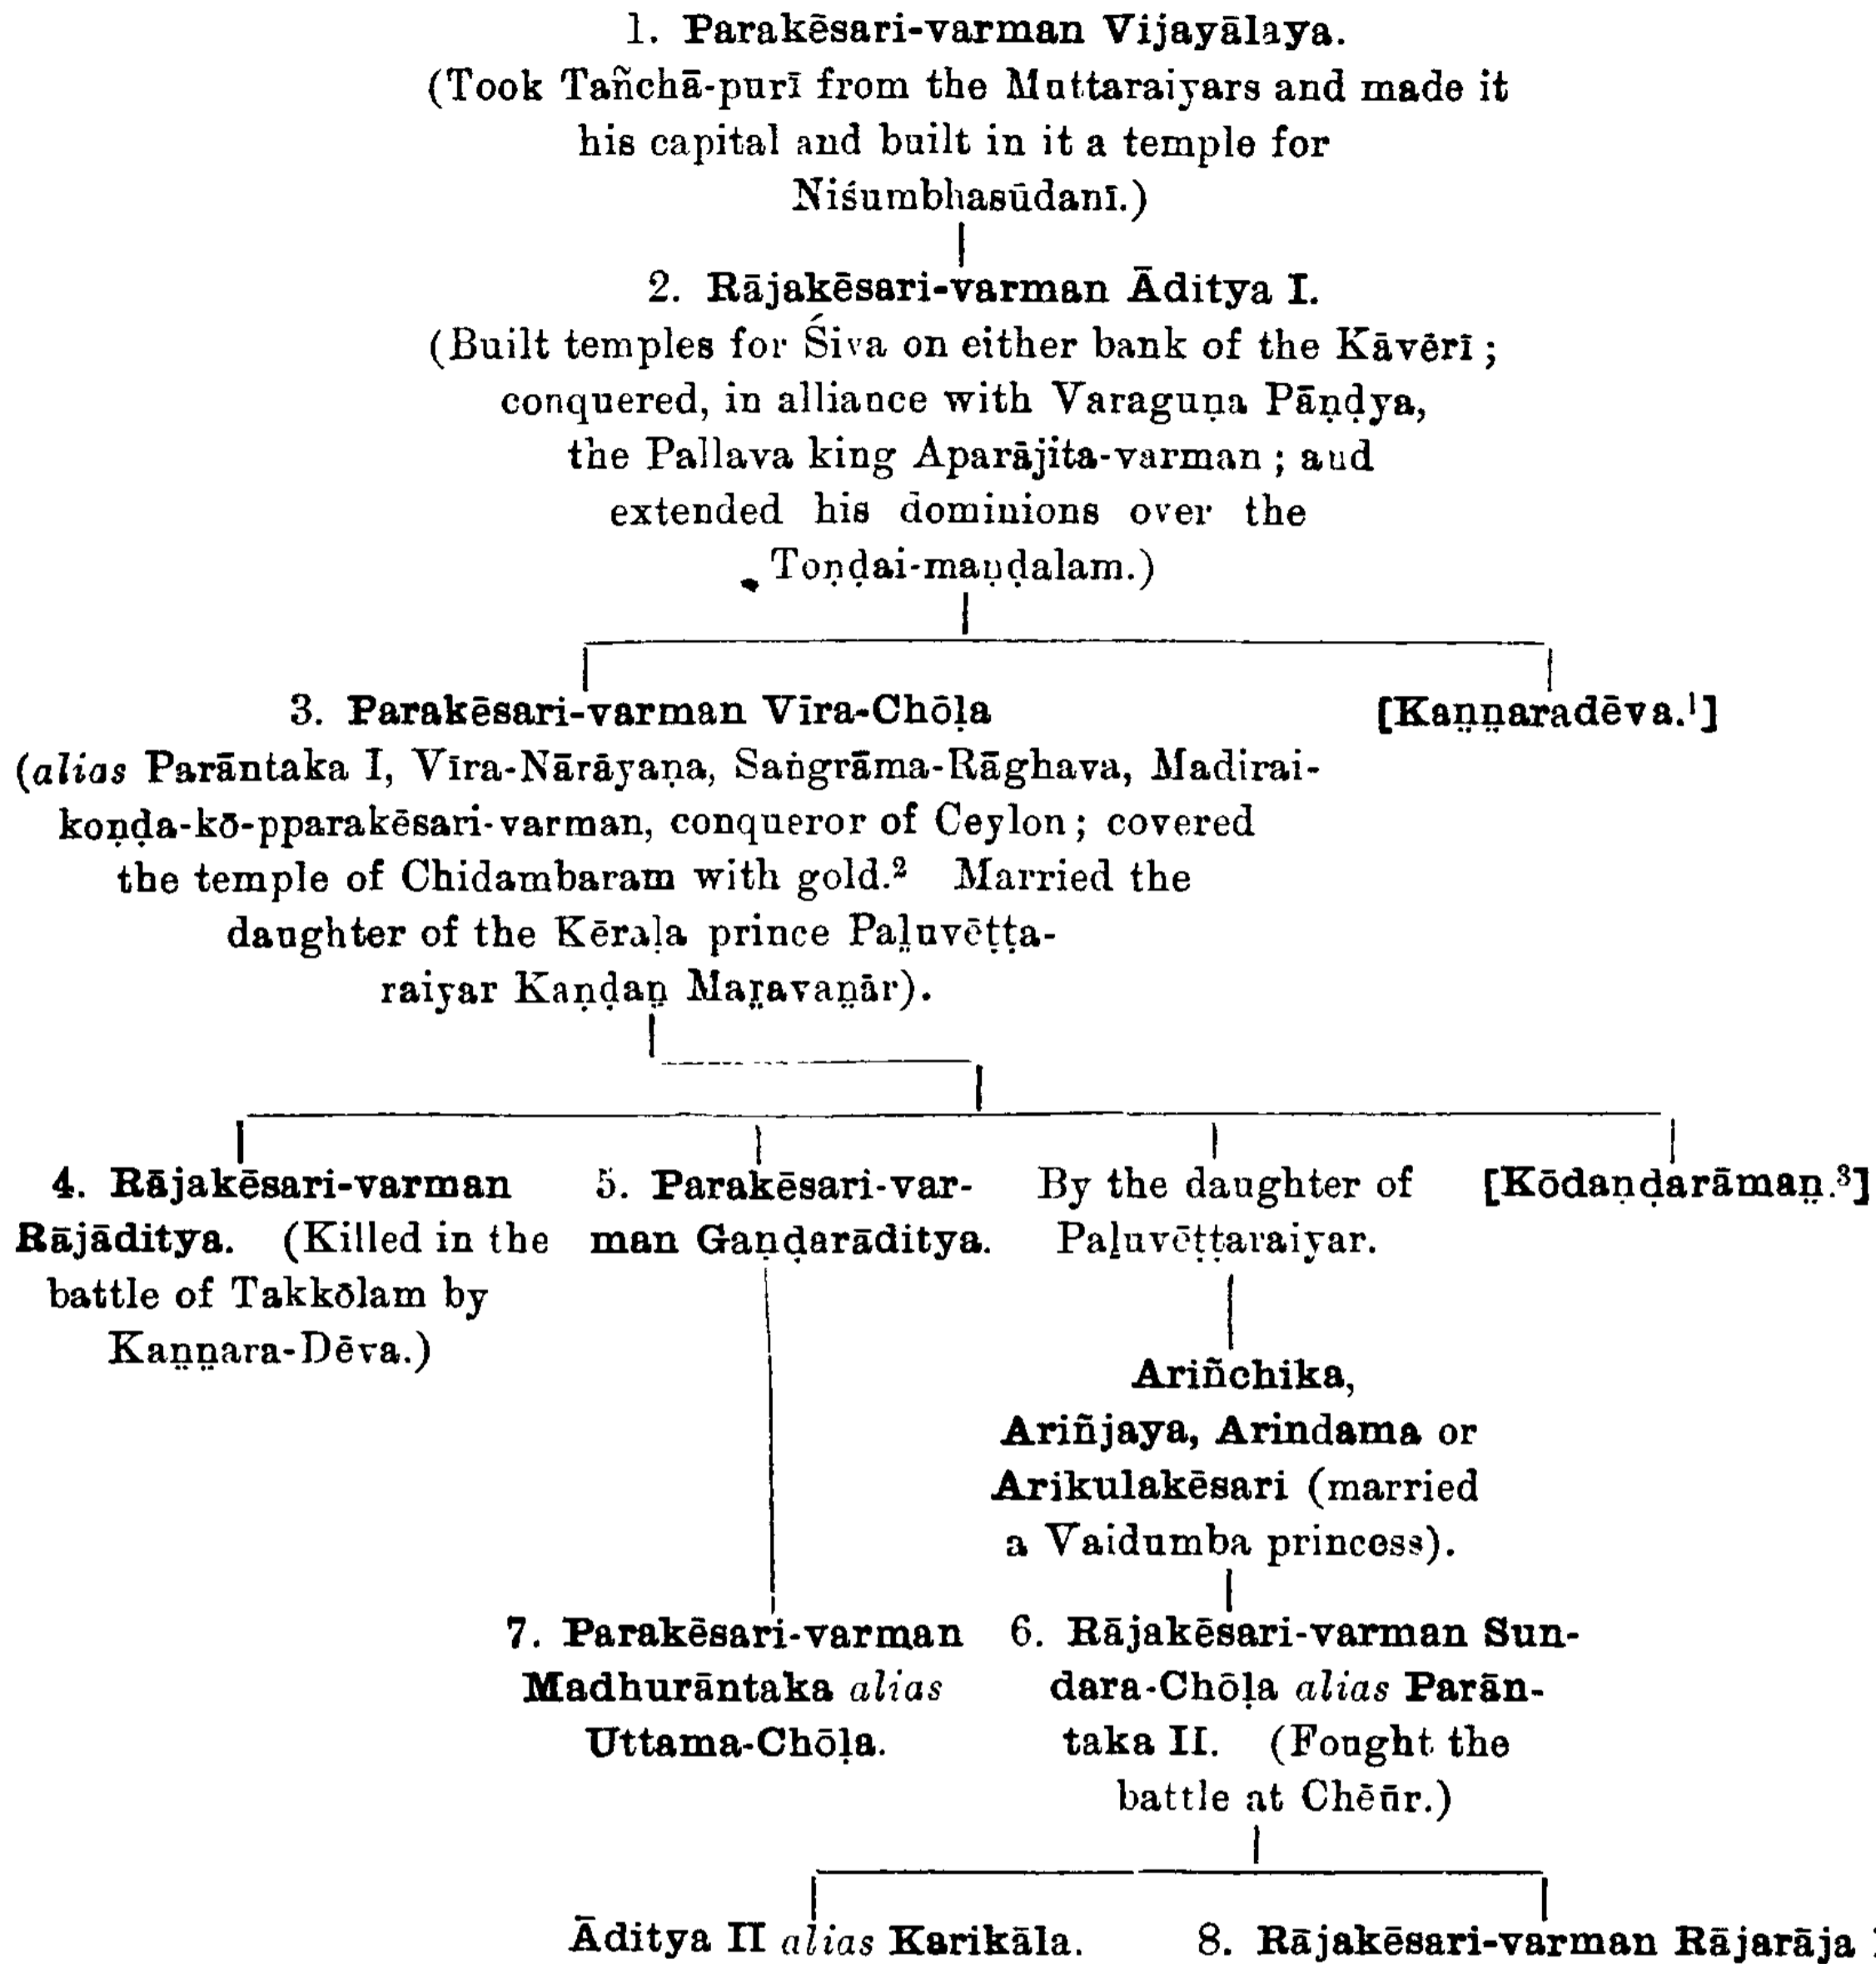 1. Parakēsari-varman Vijayālaya.
(Took Tañchā-purī from the Muttaraiyars and made it
his capital and built in it a temple for
Niśumbhasūdanī.)
2. Rājakēsari-varman Āditya I.
(Built temples for Śiva on either bank of the Kāvērī ;
conquered, in alliance with Varaguṇa Pāṇḍya,
the Pallava king Aparājita-varman ; and
extended his dominions over the
Toṇḍai-maṇḍalam.)
3. Parakēsari-varman Vīra-Chōḷa
[Kaṉṉaradēva.¹]
(alias Parāntaka I, Vīra-Nārāyaṇa, Saṅgrāma-Rāghava, Madirai-
koṇḍa-kō-pparakēsari-varman, conqueror of Ceylon ; covered
the temple of Chidambaram with gold.² Married the
daughter of the Kēraḷa prince Paḻuvēṭṭa-
raiyar Kaṇḍaṉ Maṟavaṉār).
4. Rājakēsari-varman
Rājāditya. (Killed in the
battle of Takkōlam by
Kaṉṉara-Dēva.)
5. Parakēsari-var-
man Gaṇḍarāditya.
By the daughter of
Paḻuvēṭṭaraiyar.
[Kōdaṇḍarāmaṉ.³]
Ariñchika,
Ariñjaya, Arindama or
Arikulakēsari (married
a Vaidumba princess).
7. Parakēsari-varman
Madhurāntaka alias
Uttama-Chōḷa.
6. Rājakēsari-varman Sun-
dara-Chōḷa alias Parān-
taka II. (Fought the
battle at Chēūr.)
Āditya II alias Karikāla.
8. Rājakēsari-varman Rājarāja